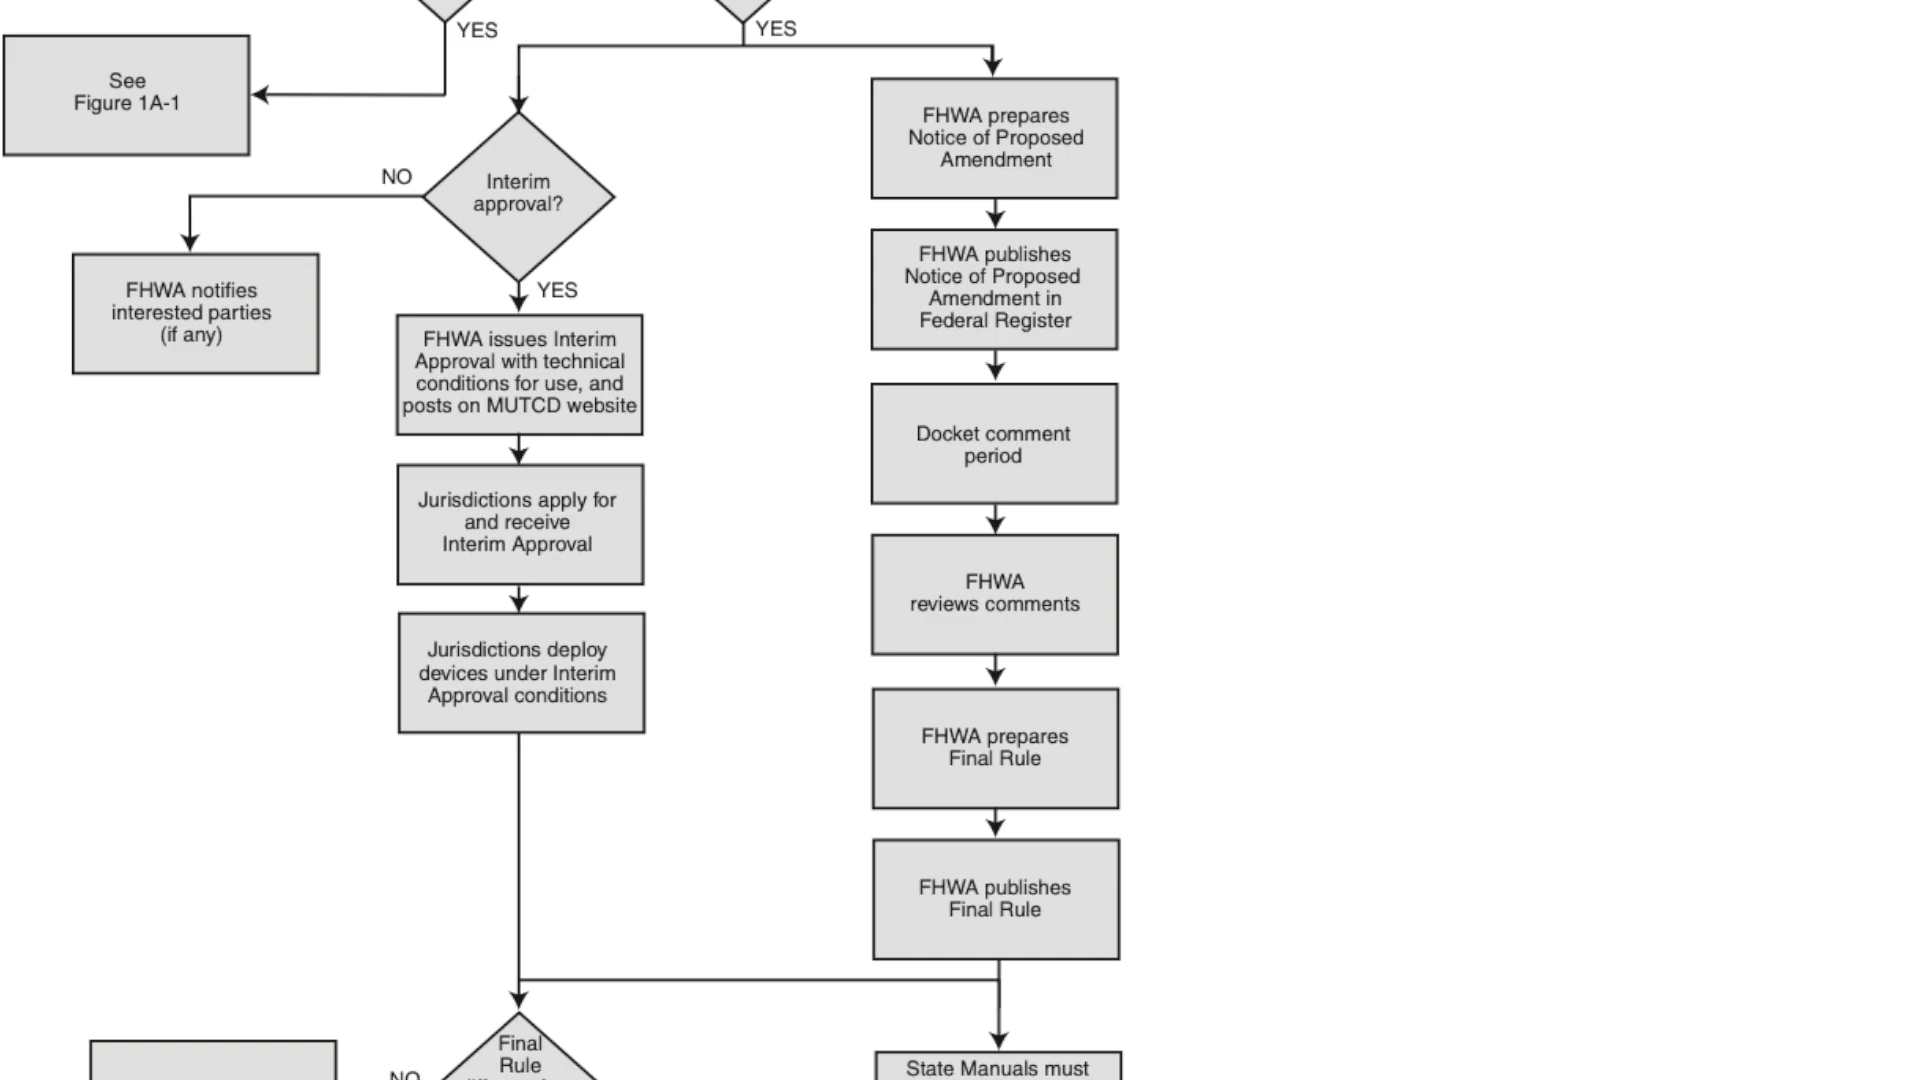 YES
YES
See
Figure 1A-1
FHWA prepares
Notice of Proposed
Amendment
NO
Interim
approval?
FHWA publishes
Notice of Proposed
Amendment in
Federal Register
FHWA notifies
interested parties
(if any)
YES
FHWA issues Interim
Approval with technical
conditions for use, and
posts on MUTCD website
Docket comment
period
Jurisdictions apply for
and receive
Interim Approval
FHWA
reviews comments
Jurisdictions deploy
devices under Interim
Approval conditions
FHWA prepares
Final Rule
FHWA publishes
Final Rule
Final
Rule
NO
State Manuals must